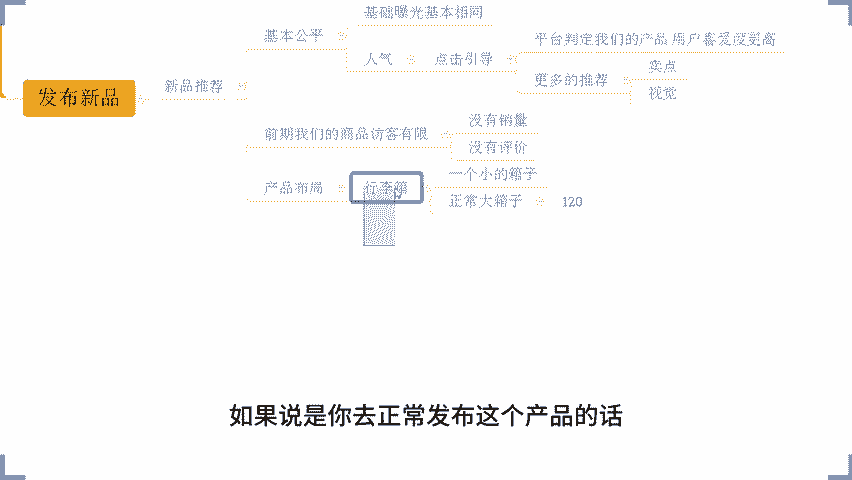 基础曝光基本相同
基本公平
平台判定我们的产品 用户喜爱度更高
人气
点击引导
卖点
更多的推荐
新品推荐
视觉
发布新品
没有销量
前期我们的商品访客有限
没有评价
一个小的箱子
产品布局
行李箱
正常大箱子
120
如果说是你去正常发布这个产品的话